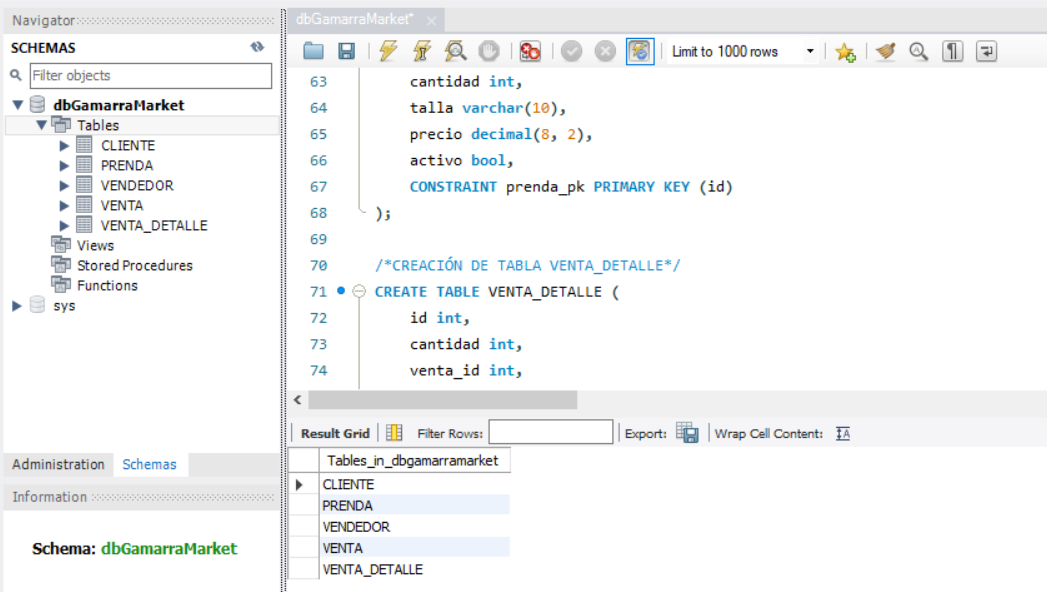 Navigator
SCHEMAS
Filter objects
dbGamarraMarket
Tables
CLIENTE
PRENDA
VENDEDOR
VENTA
VENTA_DETALLE
Views
Stored Procedures
Functions
sys
Administration Schemas
Information
Schema: dbGamarraMarket
dbGamarraMarket*
Limit to 1000 rows
63 cantidad int,
64 talla varchar(10),
65 precio decimal(8, 2),
66 activo bool,
67 CONSTRAINT prenda_pk PRIMARY KEY (id)
68 );
69
70 /*CREACIÓN DE TABLA VENTA_DETALLE*/
71 CREATE TABLE VENTA_DETALLE (
72 id int,
73 cantidad int,
74 venta_id int,
Result Grid Filter Rows: Export: Wrap Cell Content:
Tables_in_dbgamarramarket
CLIENTE
PRENDA
VENDEDOR
VENTA
VENTA_DETALLE